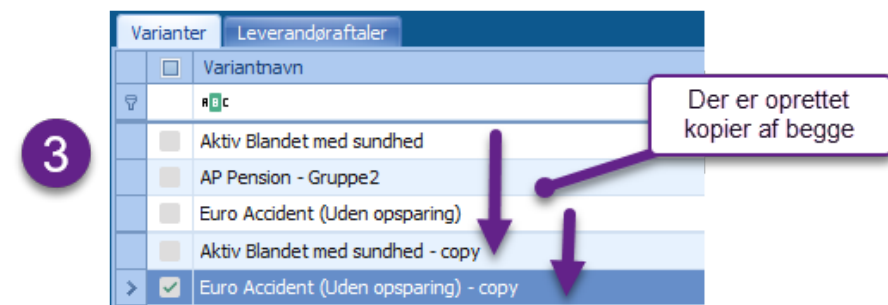 Varianter Leverandøraftaler
Variantnavn
ABC
Der er oprettet
kopier af begge
3
Aktiv Blandet med sundhed
AP Pension - Gruppe2
Euro Accident (Uden opsparing)
Aktiv Blandet med sundhed - copy
Euro Accident (Uden opsparing) - copy